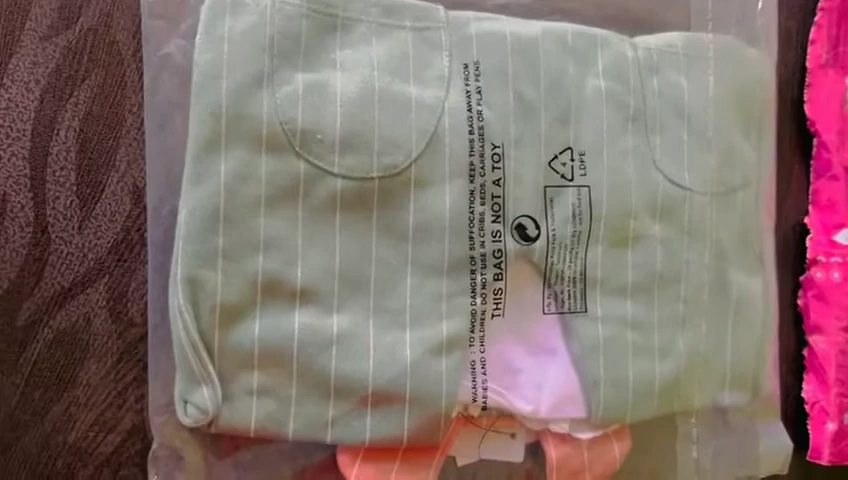 WARNING : TO AVOID DANGER OF SUFFOCATION, KEEP THIS BAG AWAY FROM
BABIES AND CHILDREN. DO NOT USE IN CRIBS, BEDS, CARRIAGES OR PLAY PENS.
THIS BAG IS NOT A TOY
4
LDPE